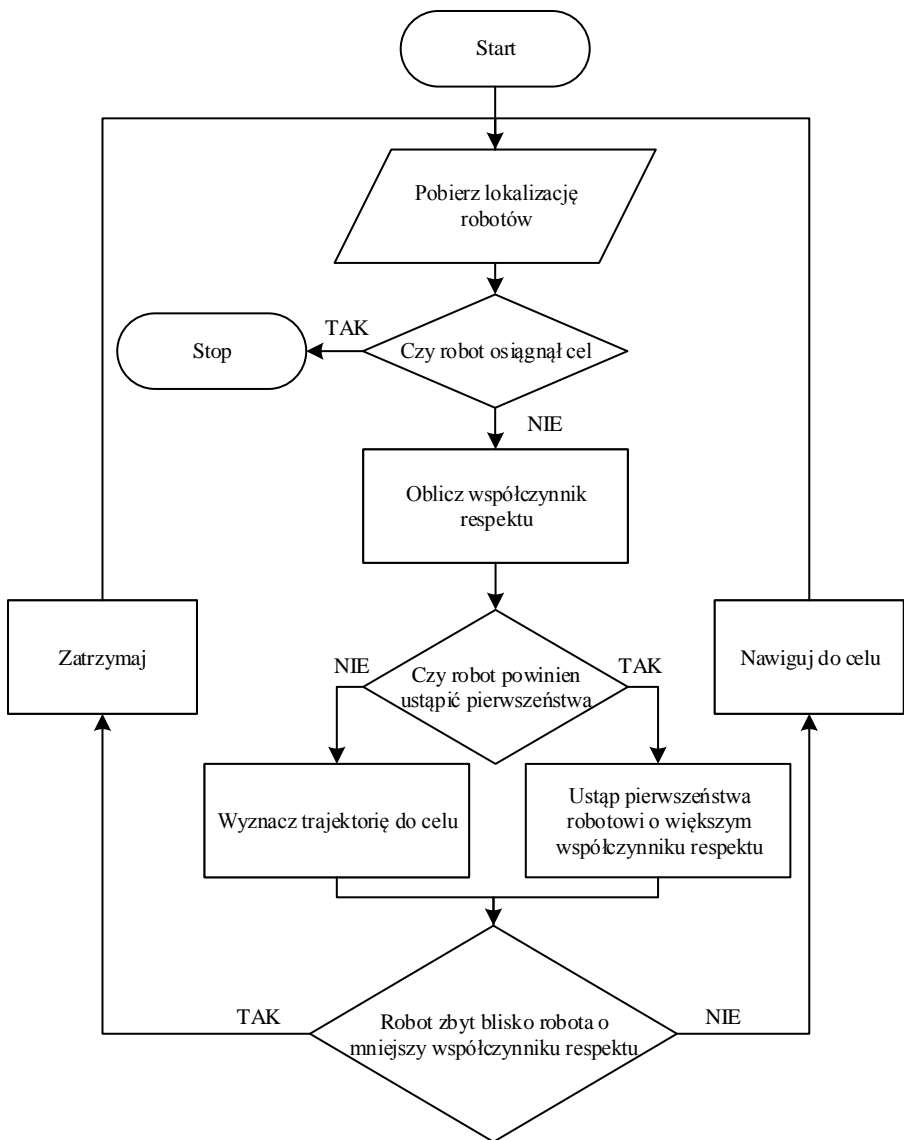 Start
Pobierz lokalizację
robotów
TAK
Stop
Czy robot osiągnął cel
NIE
Oblicz współczynnik
respektu
Zatrzymaj
NIE
Czy robot powinien
ustąpić pierwszeństwa
TAK
Nawiguj do celu
Wyznacz trajektorię do celu
Ustąp pierwszeństwa
robotowi o większym
współczynniku respektu
TAK
Robot zbyt blisko robota o
mniejszy współczynniku respektu
NIE